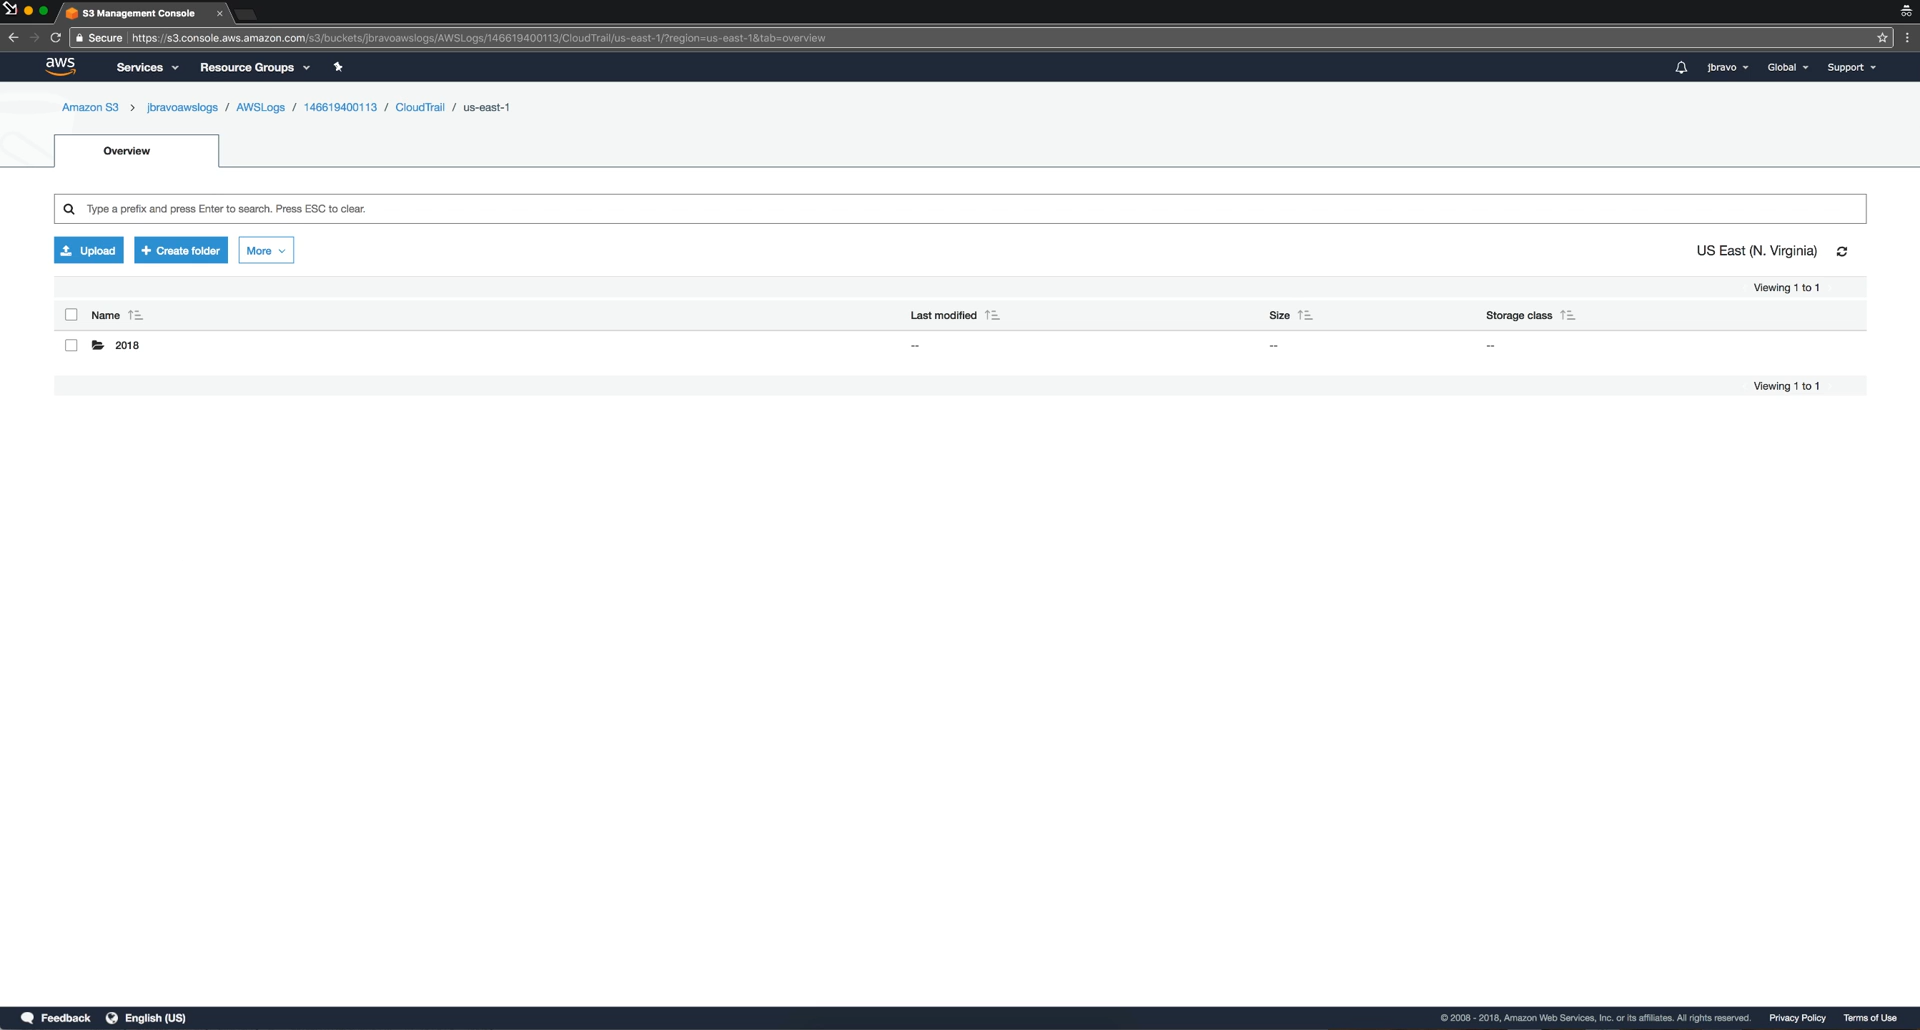 S3 Management Console
Secure https://s3.console.aws.amazon.com/s3/buckets/jbravoawslogs/AWSLogs/146619400113/CloudTrail/us-east-1/?region=us-east-1&tab=overview
aws Services Resource Groups jbravo Global Support
Amazon S3 > jbravoawslogs / AWSLogs / 146619400113 / CloudTrail / us-east-1
Overview
Type a prefix and press Enter to search. Press ESC to clear.
Upload + Create folder More US East (N. Virginia)
Viewing 1 to 1
Name Last modified Size Storage class
2018 -- -- --
Viewing 1 to 1
Feedback English (US) © 2008 - 2018, Amazon Web Services, Inc. or its affiliates. All rights reserved. Privacy Policy Terms of Use